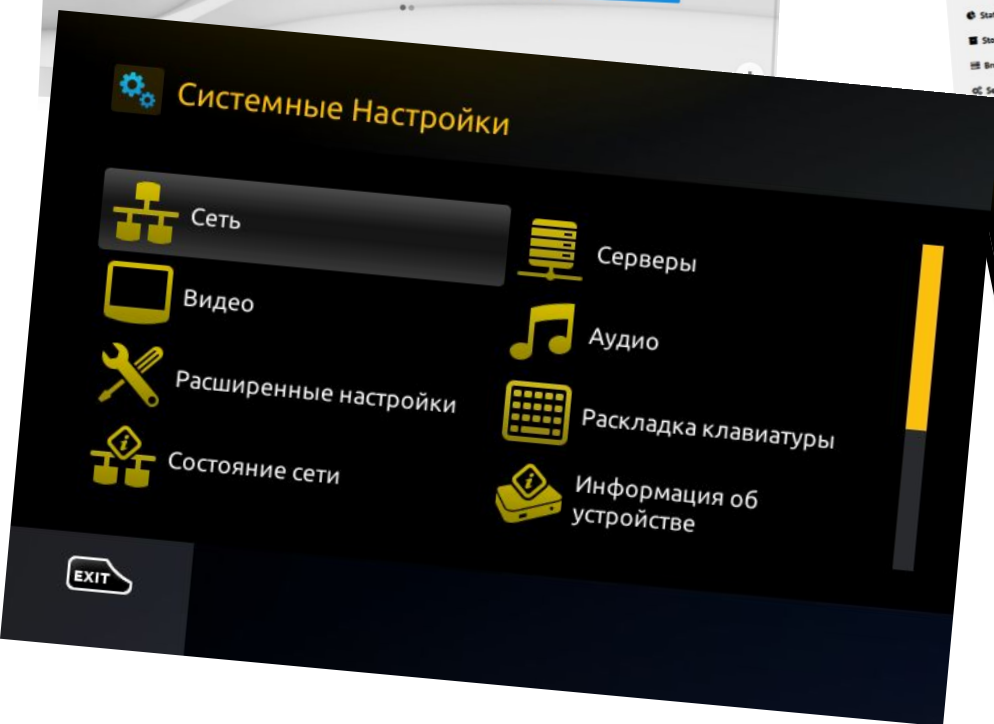 Системные Настройки
Сеть
Серверы
Видео
Аудио
Расширенные настройки
Раскладка клавиатуры
Состояние сети
Информация об
устройстве
EXIT